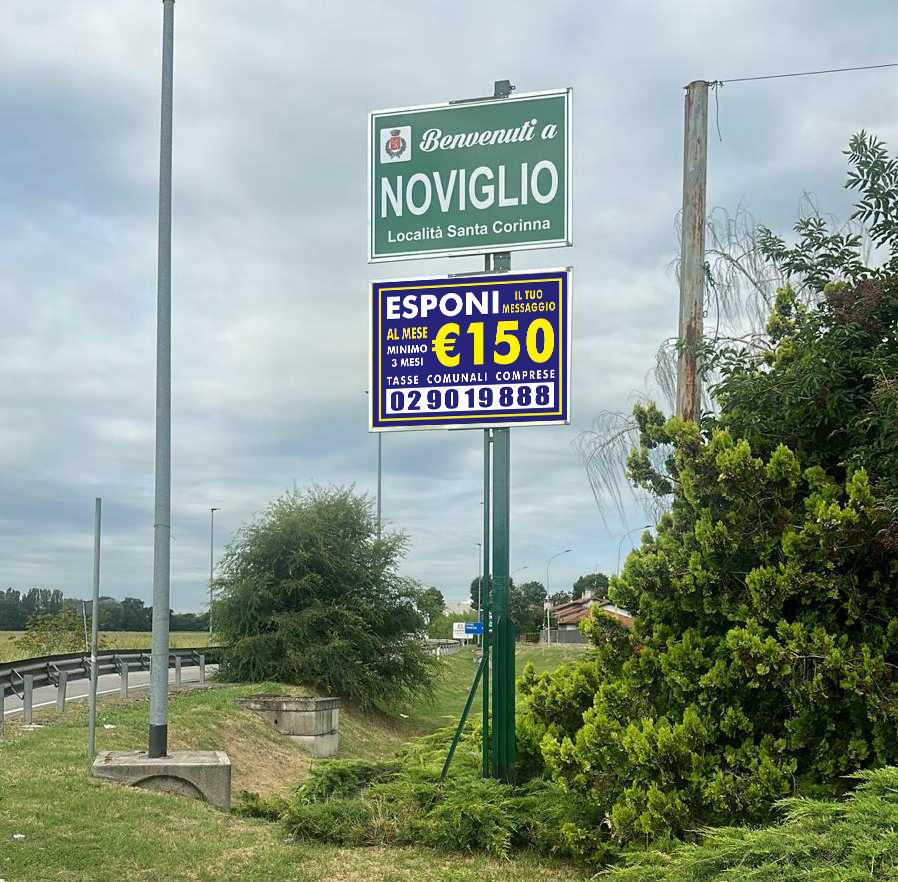 Benvenuti a
NOVIGLIO
Località Santa Corinna
ESPONI IL TUO MESSAGGIO
AL MESE
MINIMO
3 MESI
€150
TASSE COMUNALI COMPRESE
02 90 19 888